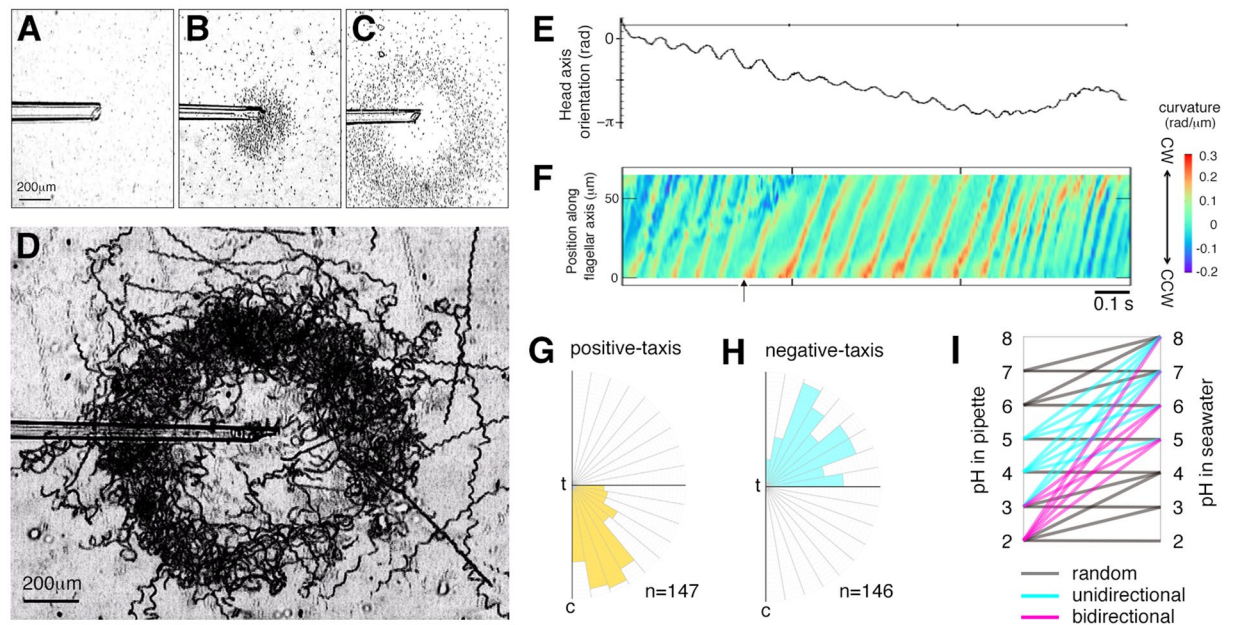 A
B
C
200μm
D
200μm
E
Head axis
orientation (rad)
0
−π
F
Position along
flagellar axis (μm)
50
0
0.1 s
curvature
(rad/μm)
CW
CCW
0.3
0.2
0.1
0
-0.1
-0.2
G
positive-taxis
t
c
n=147
H
negative-taxis
t
c
n=146
I
pH in pipette
8
7
6
5
4
3
2
pH in seawater
8
7
6
5
4
3
2
random
unidirectional
bidirectional